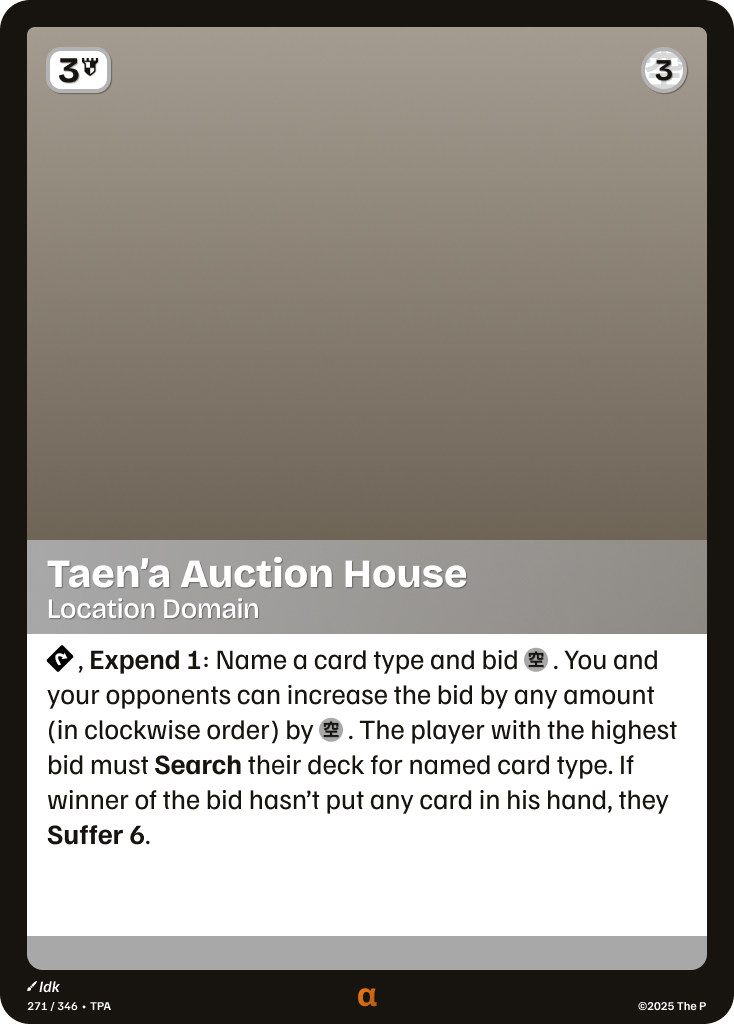 3
3
Taen'a Auction House
Location Domain
, Expend 1: Name a card type and bid 空 . You and
your opponents can increase the bid by any amount
(in clockwise order) by 空 . The player with the highest
bid must Search their deck for named card type. If
winner of the bid hasn't put any card in his hand, they
Suffer 6.
Idk
271 / 346 • TPA
α
©2025 The P